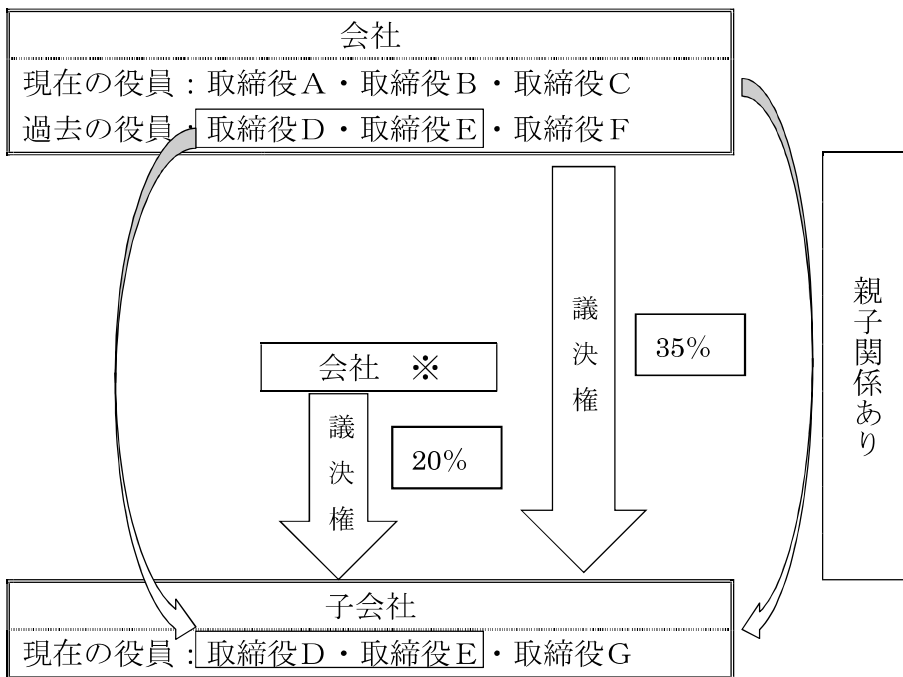 会社
現在の役員:取締役A・取締役B・取締役C
過去の役員:取締役D・取締役E・取締役F
親子関係あり
議決権
35%
会社 ※
議決権
20%
子会社
現在の役員:取締役D・取締役E・取締役G